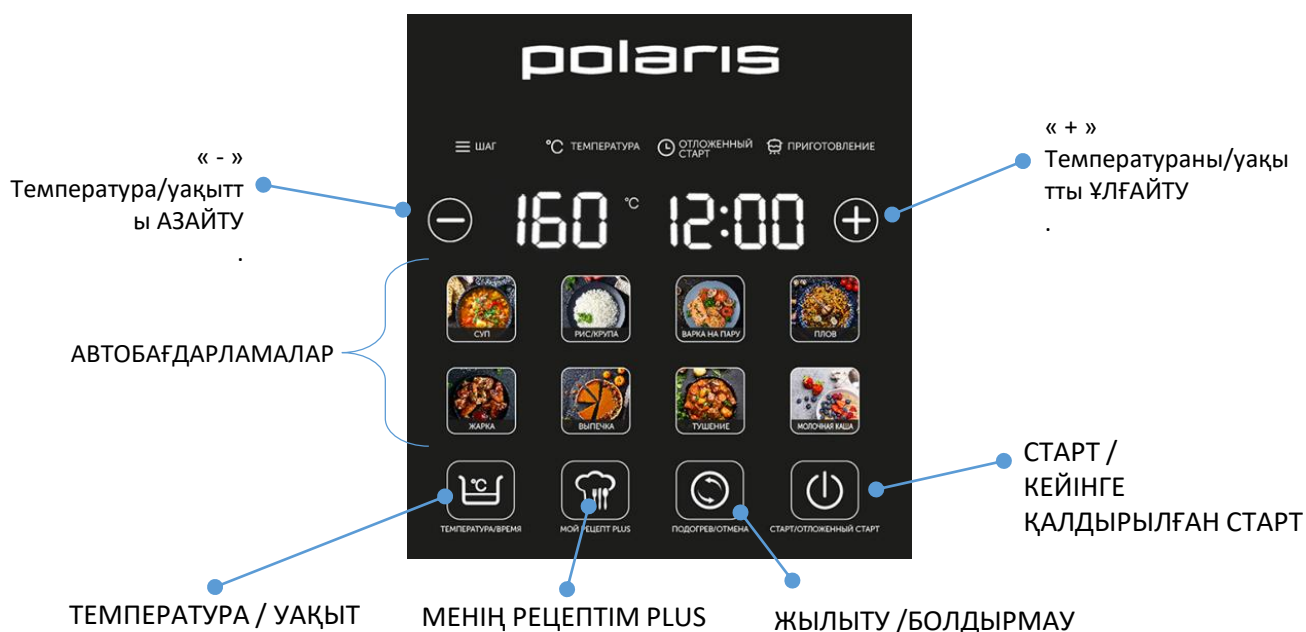 polaris
ШАГ
°C ТЕМПЕРАТУРА
ОТЛОЖЕННЫЙ
СТАРТ
ПРИГОТОВЛЕНИЕ
« - »
Температура/уақытт
ы АЗАЙТУ
.
« + »
Температураны/уақы
тты ҰЛҒАЙТУ
.
160 °C 12:00
АВТОБАҒДАРЛАМАЛАР
СУП
РИС/КРУПА
ВАРКА НА ПАРУ
ПЛОВ
ЖАРКА
ВЫПЕЧКА
ТУШЕНИЕ
МОЛОЧНАЯ КАША
°C
ТЕМПЕРАТУРА/ВРЕМЯ
МОЙ РЕЦЕПТ PLUS
ПОДОГРЕВ/ОТМЕНА
СТАРТ/ОТЛОЖЕННЫЙ СТАРТ
СТАРТ /
КЕЙІНГЕ
ҚАЛДЫРЫЛҒАН СТАРТ
ТЕМПЕРАТУРА / УАҚЫТ
МЕНІҢ РЕЦЕПТІМ PLUS
ЖЫЛЫТУ /БОЛДЫРМАУ